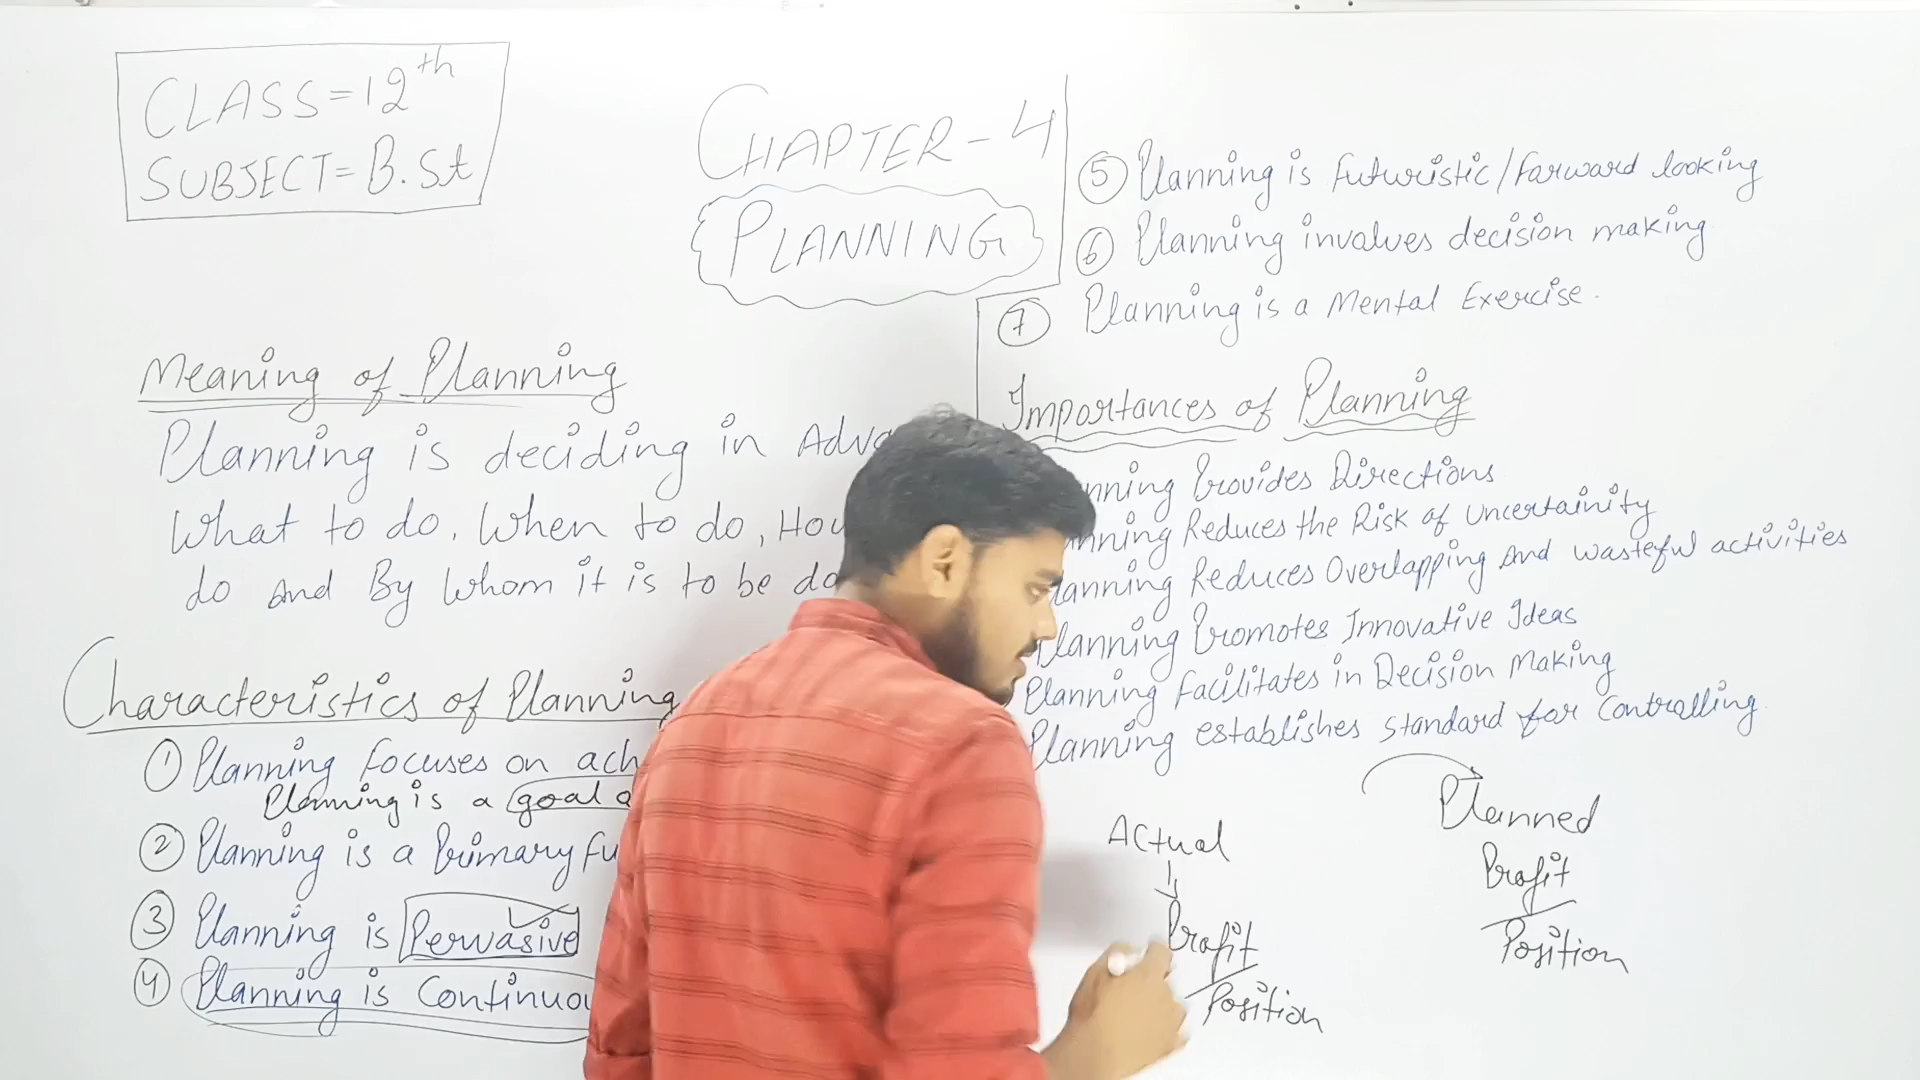 CLASS=12th
SUBJECT=B.St
CHAPTER-4
PLANNING
Meaning of Planning
Planning is deciding in Adva
What to do, When to do, How
do and By Whom it is to be do
Characteristics of Planning
① Planning focuses on ach
Planning is a goal o
② Planning is a Primary fu
③ Planning is Pervasive
④ Planning is Continuou
⑤ Planning is futuristic/farward looking
⑥ Planning involves decision making
⑦ Planning is a Mental Exercise.
Importances of Planning
nning Provides Directions
nning Reduces the Risk of uncertainity
lanning Reduces Overlapping and wasteful activities
Planning Promotes Innovative Ideas
Planning facilitates in Decision Making
Planning establishes standard for controlling.
Actual
Profit
Position
Planned
Profit
Position